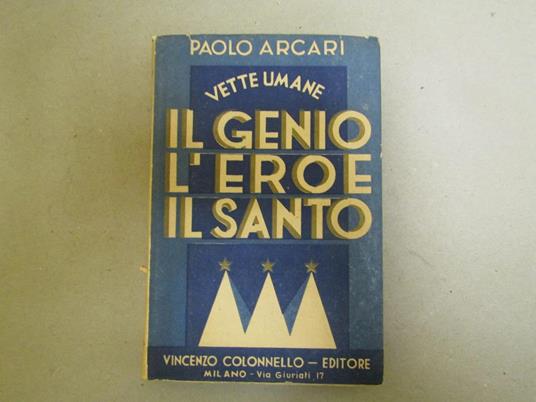 PAOLO ARCARI
VETTE UMANE
IL GENIO
L'EROE
IL SANTO
VINCENZO COLONNELLO – EDITORE
MILANO – Via Giuriati 17